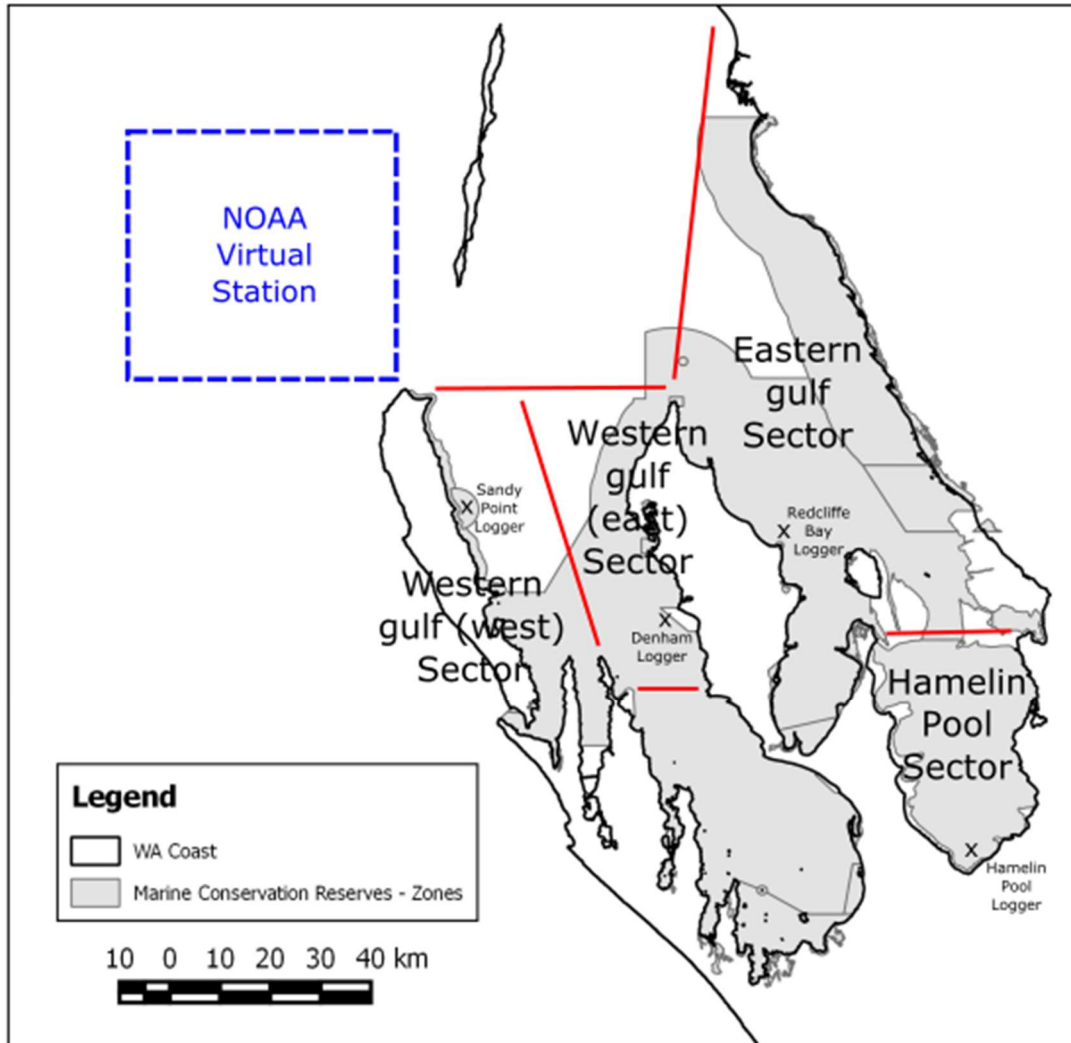 NOAA
Virtual
Station
Eastern
gulf
Sector
Western
gulf
(east)
Sector
Sandy
Point
Logger
Redcliffe
Bay
Logger
Western
gulf (west)
Sector
Denham
Logger
Hamelin
Pool
Sector
Hamelin
Pool
Logger
Legend
WA Coast
Marine Conservation Reserves - Zones
10 0 10 20 30 40 km